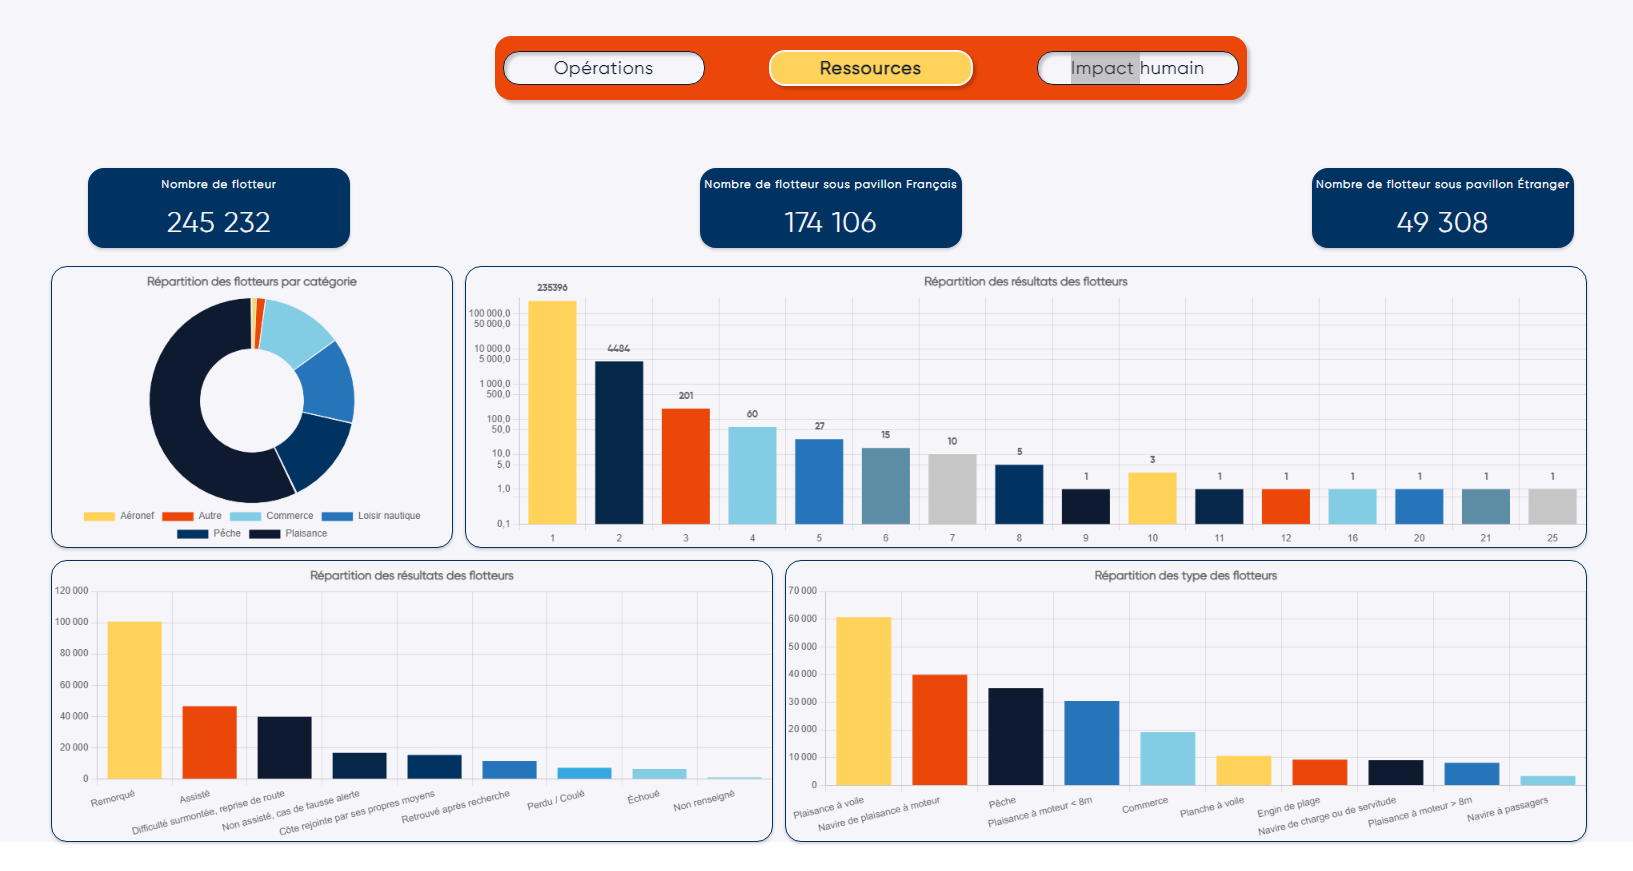 Opérations
Ressources
Impact humain
Nombre de flotteur
245 232
Nombre de flotteur sous pavillon Français
174 106
Nombre de flotteur sous pavillon Étranger
49 308
Répartition des flotteurs par catégorie
Aéronef
Autre
Commerce
Loisir nautique
Pêche
Plaisance
Répartition des résultats des flotteurs
100 000,0
50 000,0
10 000,0
5 000,0
1 000,0
500,0
100,0
50,0
10,0
5,0
1,0
0,1
235396
4484
201
60
27
15
10
5
1
3
1
1
1
1
1
1
1
2
3
4
5
6
7
8
9
10
11
12
16
20
21
25
Répartition des résultats des flotteurs
120 000
100 000
80 000
60 000
40 000
20 000
0
Remorqué
Assisté
Difficulté surmontée, reprise de route
Non assisté, cas de fausse alerte
Côte rejointe par ses propres moyens
Retrouvé après recherche
Perdu / Coulé
Échoué
Non renseigné
Répartition des type des flotteurs
70 000
60 000
50 000
40 000
30 000
20 000
10 000
0
Plaisance à voile
Navire de plaisance à moteur
Pêche
Plaisance à moteur < 8m
Commerce
Planche à voile
Engin de plage
Navire de charge ou de servitude
Plaisance à moteur > 8m
Navire à passagers